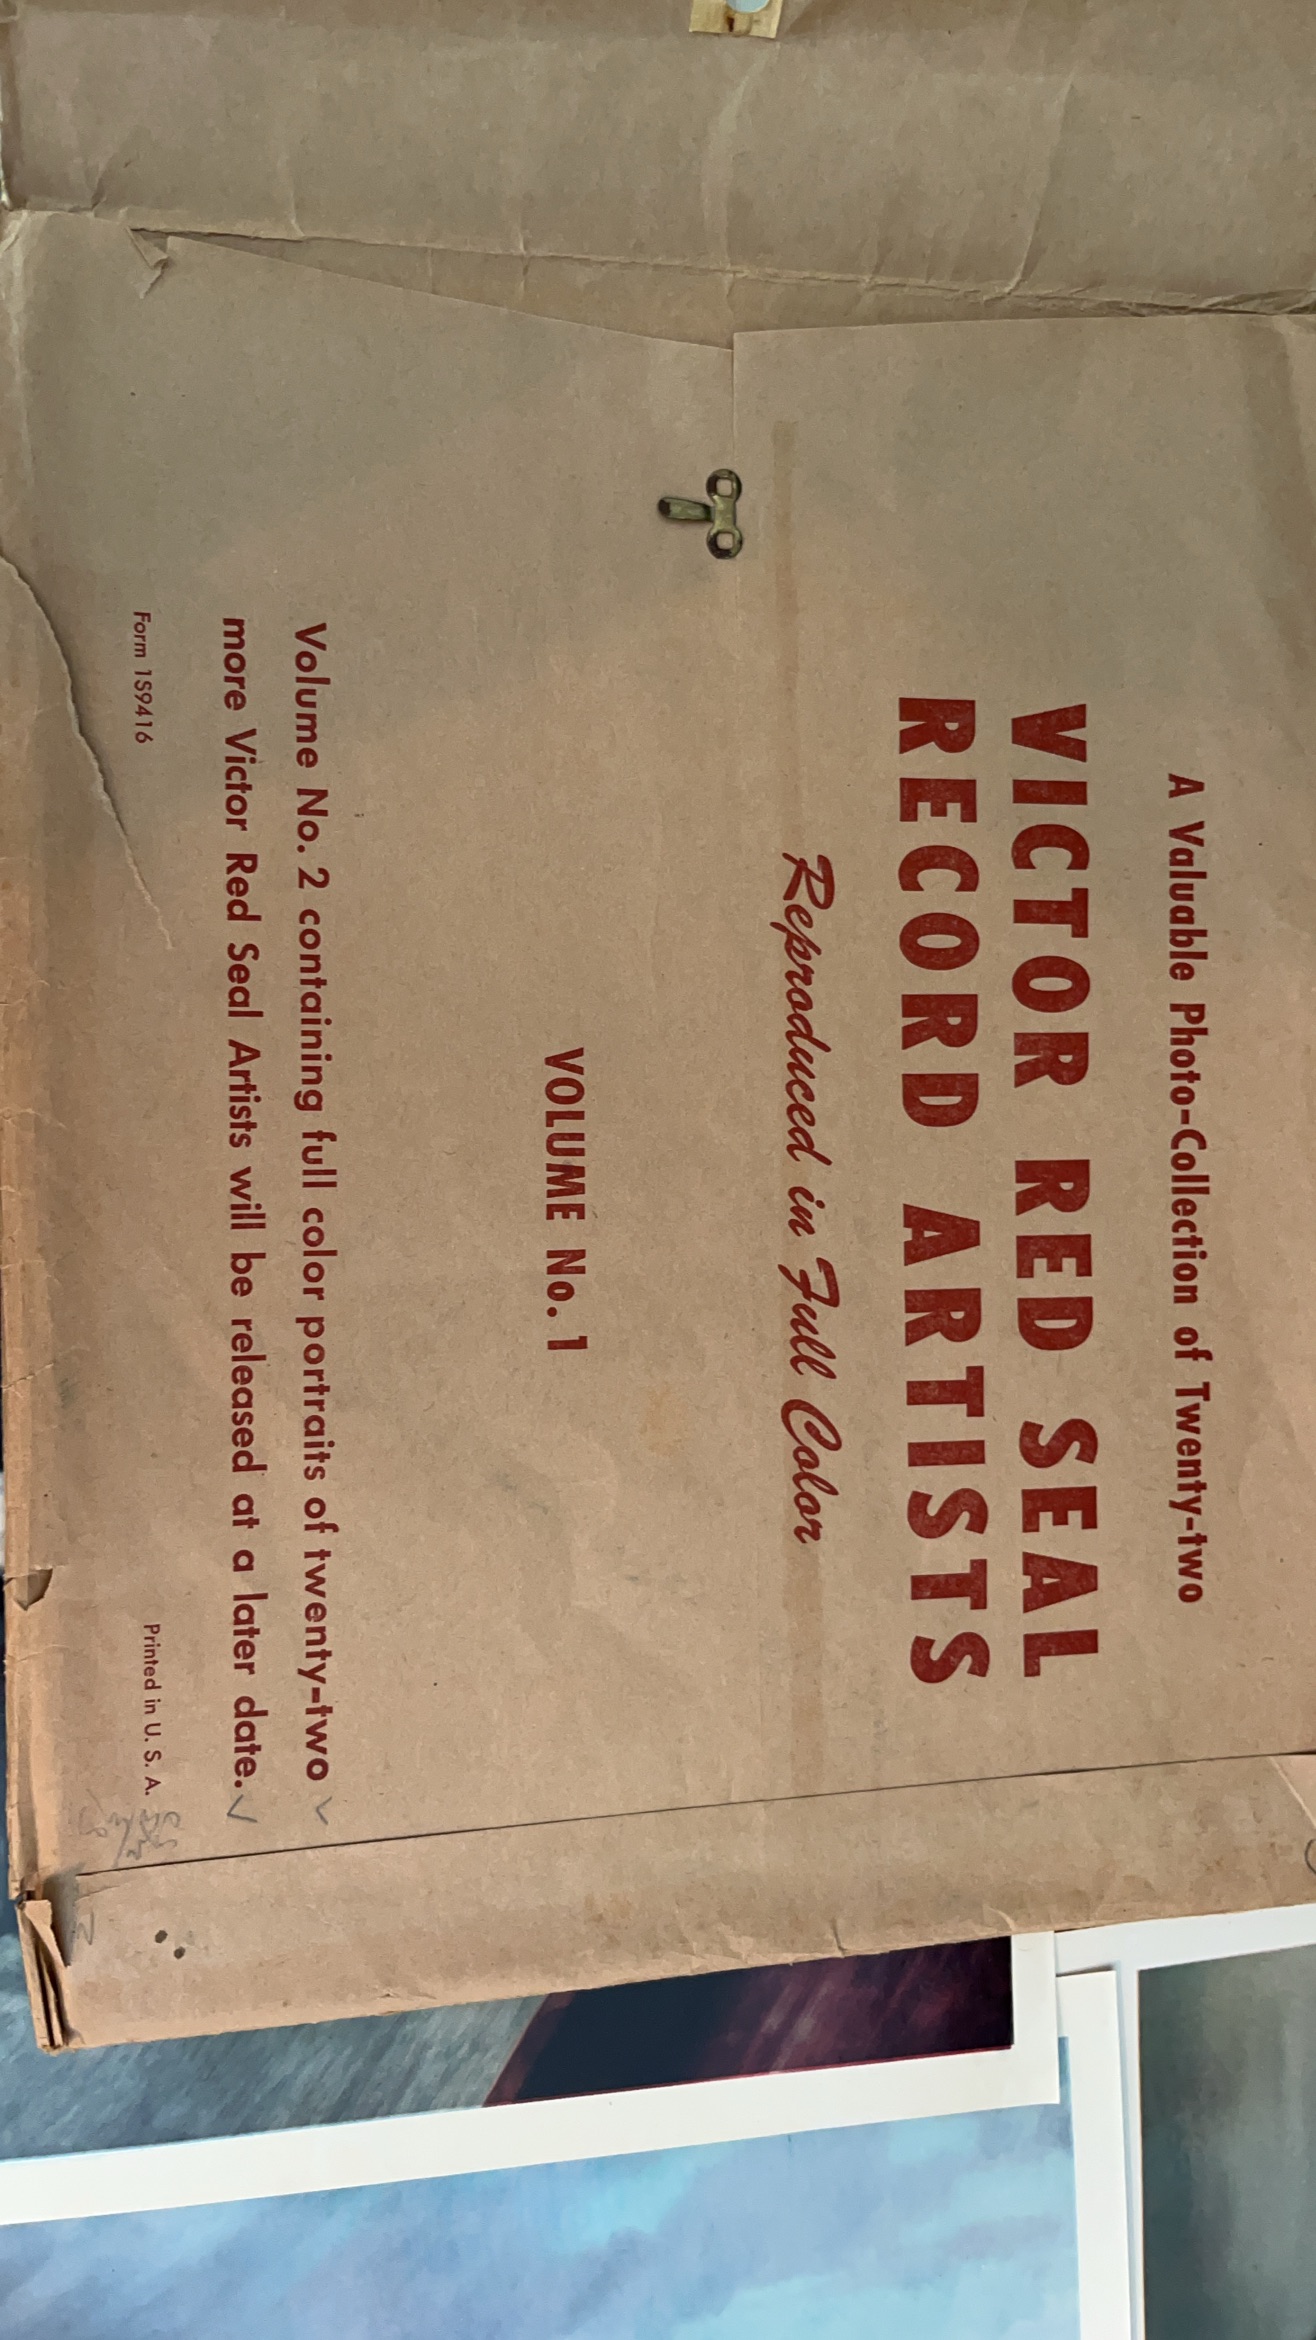 A Valuable Photo-Collection of Twenty-two
VICTOR RED SEAL
RECORD ARTISTS
Reproduced in Full Color
VOLUME No. 1
Volume No. 2 containing full color portraits of twenty-two
more Victor Red Seal Artists will be released at a later date.
Form 1S9416
Printed in U. S. A.